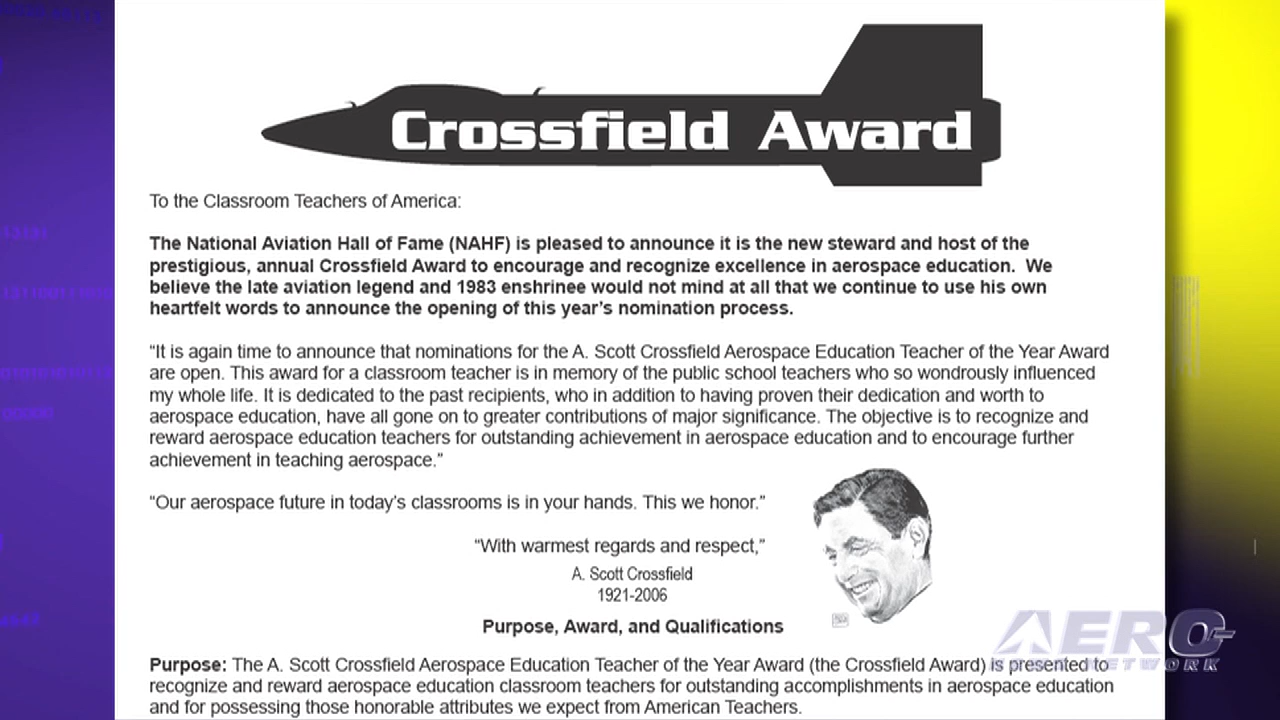 Crossfield Award
To the Classroom Teachers of America:
The National Aviation Hall of Fame (NAHF) is pleased to announce it is the new steward and host of the
prestigious, annual Crossfield Award to encourage and recognize excellence in aerospace education.  We
believe the late aviation legend and 1983 enshrinee would not mind at all that we continue to use his own
heartfelt words to announce the opening of this year’s nomination process.
“It is again time to announce that nominations for the A. Scott Crossfield Aerospace Education Teacher of the Year Award
are open. This award for a classroom teacher is in memory of the public school teachers who so wondrously influenced
my whole life. It is dedicated to the past recipients, who in addition to having proven their dedication and worth to
aerospace education, have all gone on to greater contributions of major significance. The objective is to recognize and
reward aerospace education teachers for outstanding achievement in aerospace education and to encourage further
achievement in teaching aerospace.”
“Our aerospace future in today’s classrooms is in your hands. This we honor.”
“With warmest regards and respect,”
A. Scott Crossfield
1921-2006
Purpose, Award, and Qualifications
Purpose: The A. Scott Crossfield Aerospace Education Teacher of the Year Award (the Crossfield Award) is presented to
recognize and reward aerospace education classroom teachers for outstanding accomplishments in aerospace education
and for possessing those honorable attributes we expect from American Teachers.
AERO-
NETWORK